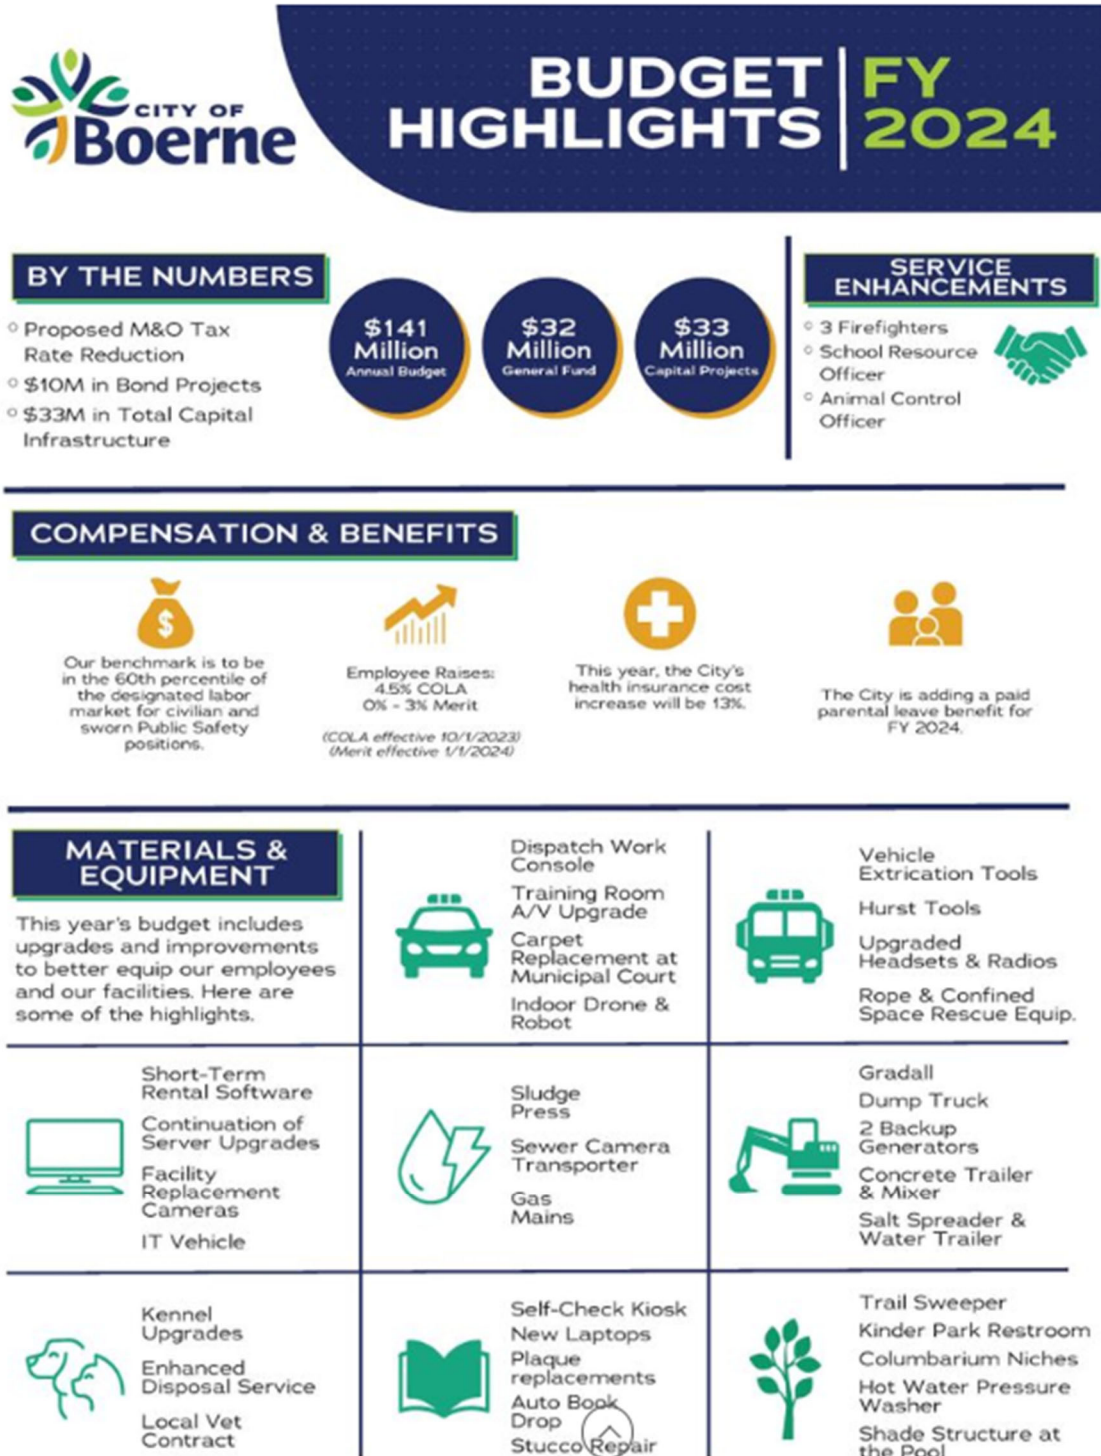 CITY OF
Boerne
BUDGET
HIGHLIGHTS
FY
2024
BY THE NUMBERS
Proposed M&O Tax
Rate Reduction
$10M in Bond Projects
$33M in Total Capital
Infrastructure
$141
Million
Annual Budget
$32
Million
General Fund
$33
Million
Capital Projects
SERVICE
ENHANCEMENTS
3 Firefighters
School Resource
Officer
Animal Control
Officer
COMPENSATION & BENEFITS
$
Our benchmark is to be
in the 60th percentile of
the designated labor
market for civilian and
sworn Public Safety
positions.
Employee Raises:
4.5% COLA
0% - 3% Merit
(COLA effective 10/1/2023)
(Merit effective 1/1/2024)
This year, the City's
health insurance cost
increase will be 13%.
The City is adding a paid
parental leave benefit for
FY 2024.
MATERIALS &
EQUIPMENT
This year's budget includes
upgrades and improvements
to better equip our employees
and our facilities. Here are
some of the highlights.
Dispatch Work
Console
Training Room
A/V Upgrade
Carpet
Replacement at
Municipal Court
Indoor Drone &
Robot
Vehicle
Extrication Tools
Hurst Tools
Upgraded
Headsets & Radios
Rope & Confined
Space Rescue Equip.
Short-Term
Rental Software
Continuation of
Server Upgrades
Facility
Replacement
Cameras
IT Vehicle
Sludge
Press
Sewer Camera
Transporter
Gas
Mains
Gradall
Dump Truck
2 Backup
Generators
Concrete Trailer
& Mixer
Salt Spreader &
Water Trailer
Kennel
Upgrades
Enhanced
Disposal Service
Local Vet
Contract
Self-Check Kiosk
New Laptops
Plaque
replacements
Auto Book
Drop
Stucco Repair
Trail Sweeper
Kinder Park Restroom
Columbarium Niches
Hot Water Pressure
Washer
Shade Structure at
the Pool